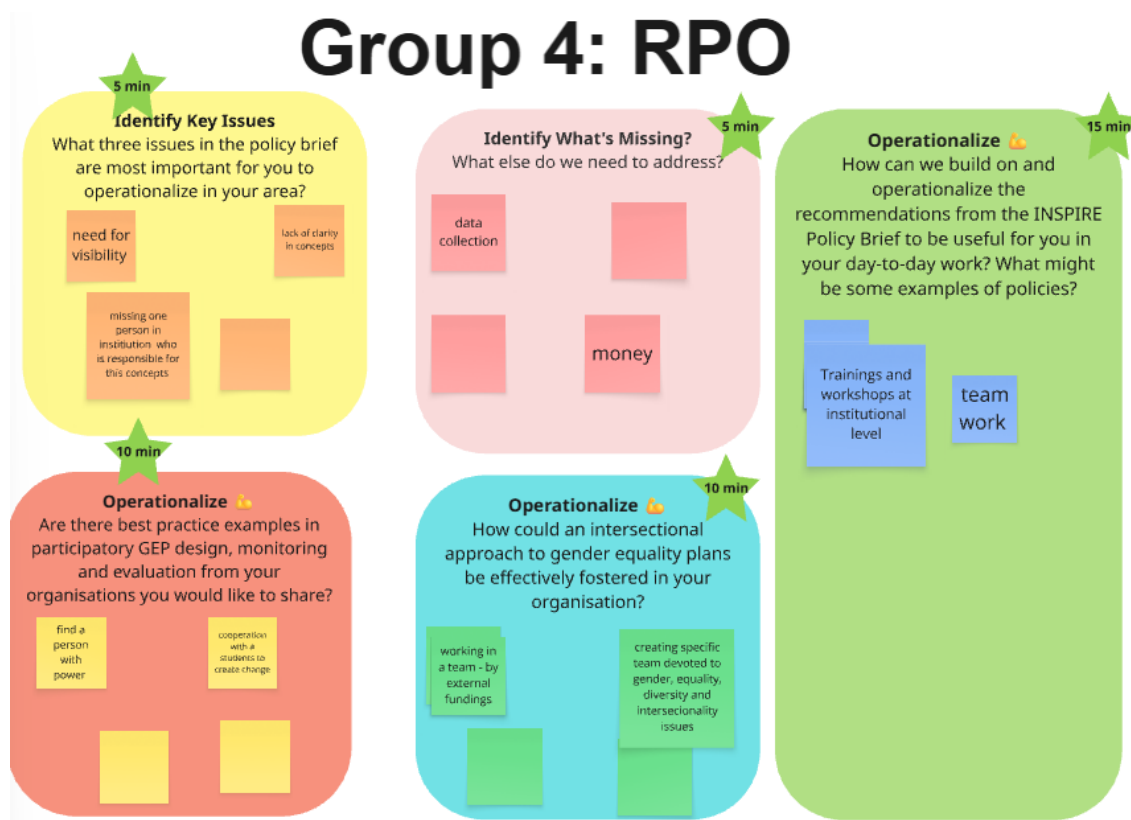 Group 4: RPO
5 min
Identify Key Issues
What three issues in the policy brief
are most important for you to
operationalize in your area?
need for
visibility
lack of clarity
in concepts
missing one
person in
institiution who
is responsible for
this concepts
5 min
Identify What's Missing?
What else do we need to address?
data
collection
money
15 min
Operationalize 💪
How can we build on and
operationalize the
recommendations from the INSPIRE
Policy Brief to be useful for you in
your day-to-day work? What might
be some examples of policies?
Trainings and
workshops at
institutional
level
team
work
10 min
Operationalize 💪
Are there best practice examples in
participatory GEP design, monitoring
and evaluation from your
organisations you would like to share?
find a
person
with
power
cooperation
with a
students to
create change
10 min
Operationalize 💪
How could an intersectional
approach to gender equality plans
be effectively fostered in your
organisation?
working in
a team - by
external
fundings
creating specific
team devoted to
gender, equality,
diversity and
intersecionality
issues